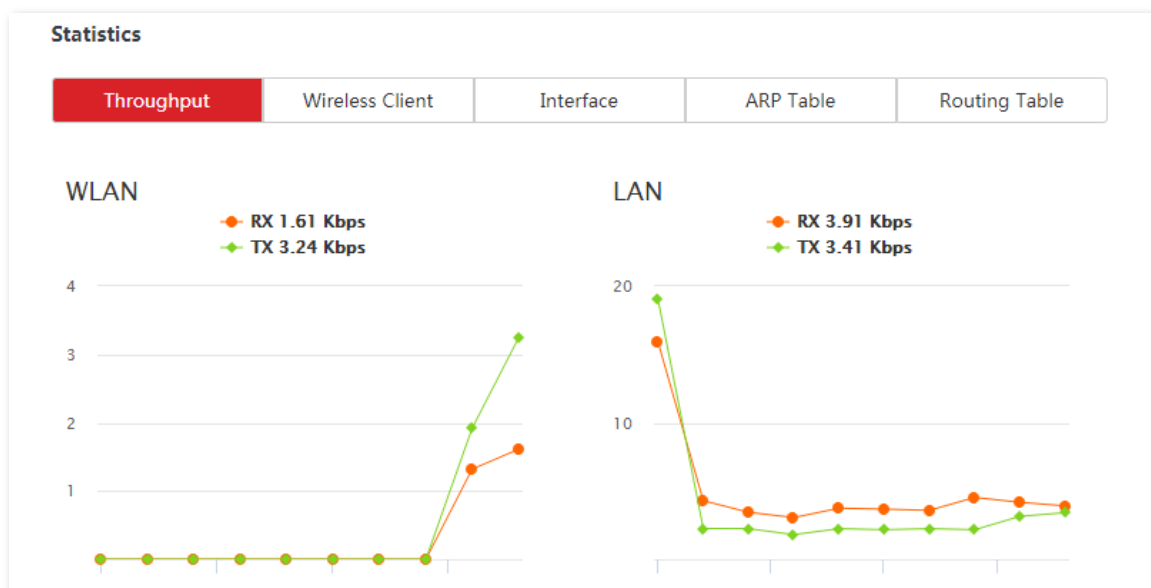 Statistics
Throughput
Wireless Client
Interface
ARP Table
Routing Table
WLAN
RX 1.61 Kbps
TX 3.24 Kbps
4
3
2
1
LAN
RX 3.91 Kbps
TX 3.41 Kbps
20
10